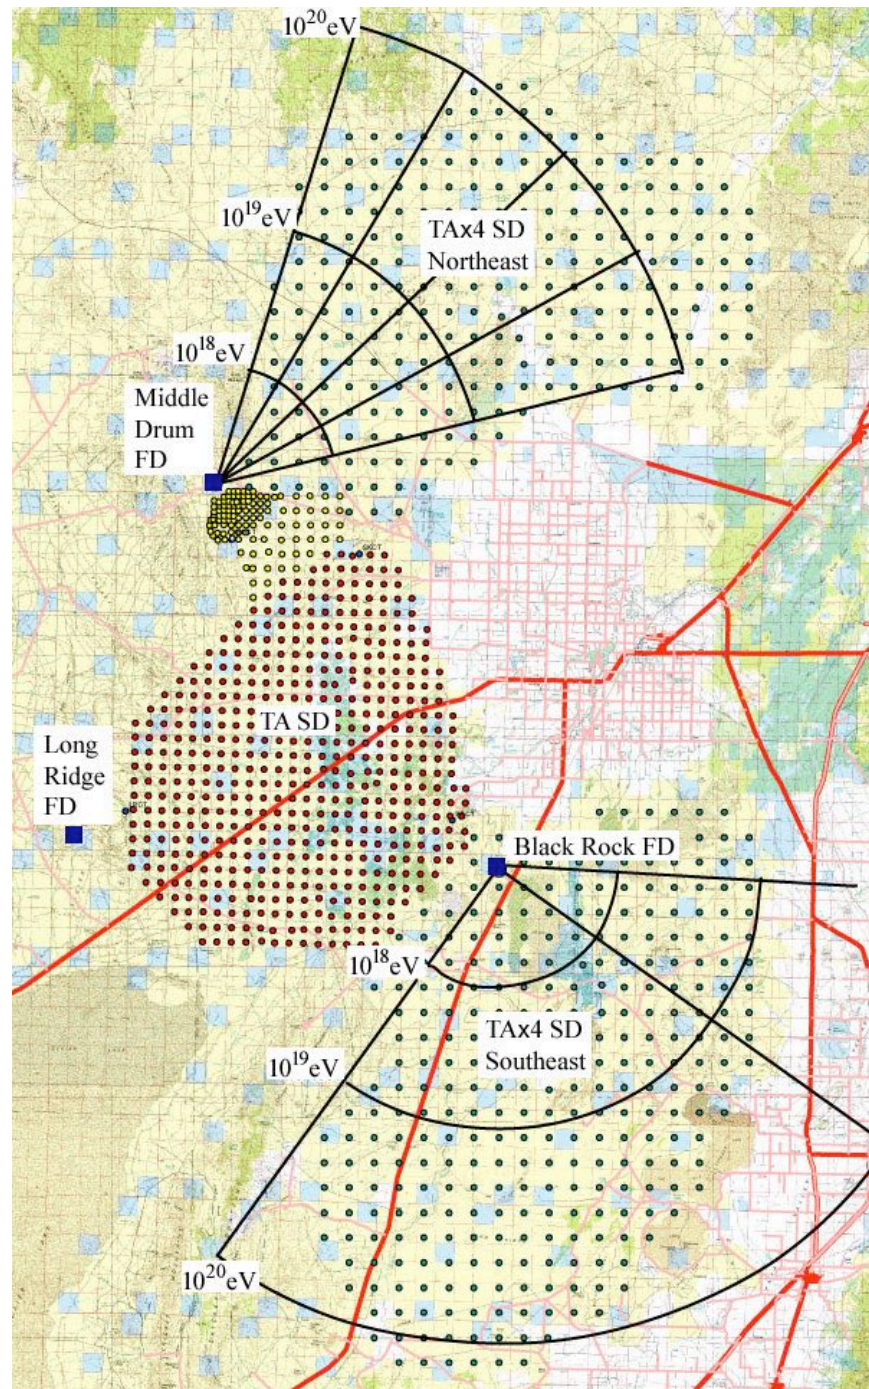 10²⁰eV
10¹⁹eV
TAx4 SD
Northeast
10¹⁸eV
Middle
Drum
FD
TA SD
Long
Ridge
FD
Black Rock FD
10¹⁸eV
TAx4 SD
Southeast
10¹⁹eV
10²⁰eV